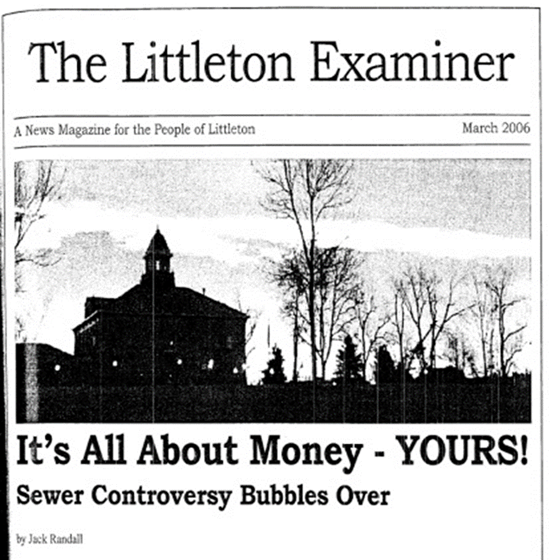 The Littleton Examiner
A News Magazine for the People of Littleton March 2006
It's All About Money - YOURS!
Sewer Controversy Bubbles Over
by Jack Randall